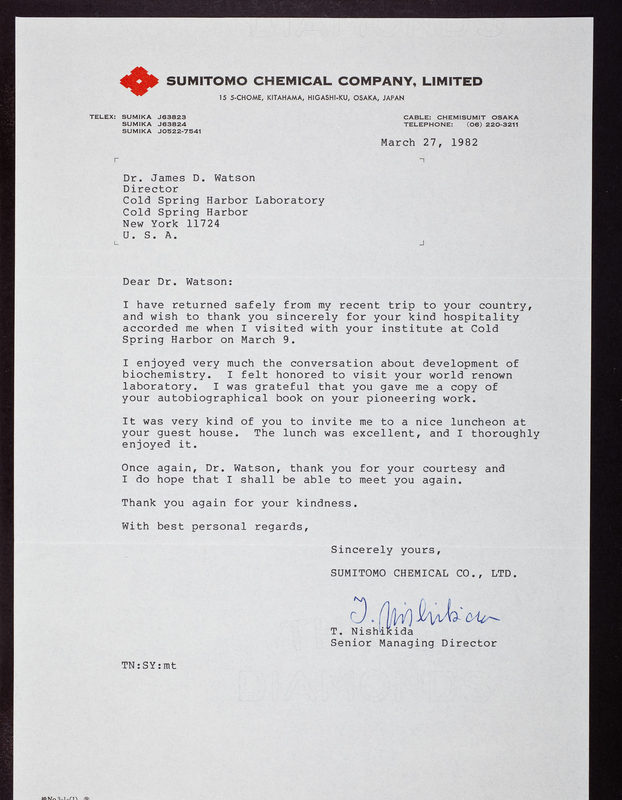 SUMITOMO CHEMICAL COMPANY, LIMITED
15 5-CHOME, KITAHAMA, HIGASHI-KU, OSAKA, JAPAN
TELEX: SUMIKA J63823
SUMIKA J63824
SUMIKA J0522-7541
CABLE: CHEMISUMIT OSAKA
TELEPHONE: (06) 220-3211
March 27, 1982
Dr. James D. Watson
Director
Cold Spring Harbor Laboratory
Cold Spring Harbor
New York 11724
U. S. A.
Dear Dr. Watson:
I have returned safely from my recent trip to your country,
and wish to thank you sincerely for your kind hospitality
accorded me when I visited with your institute at Cold
Spring Harbor on March 9.
I enjoyed very much the conversation about development of
biochemistry. I felt honored to visit your world renown
laboratory. I was grateful that you gave me a copy of
your autobiographical book on your pioneering work.
It was very kind of you to invite me to a nice luncheon at
your guest house. The lunch was excellent, and I thoroughly
enjoyed it.
Once again, Dr. Watson, thank you for your courtesy and
I do hope that I shall be able to meet you again.
Thank you again for your kindness.
With best personal regards,
Sincerely yours,
SUMITOMO CHEMICAL CO., LTD.
T. Nishikida
Senior Managing Director
TN:SY:mt